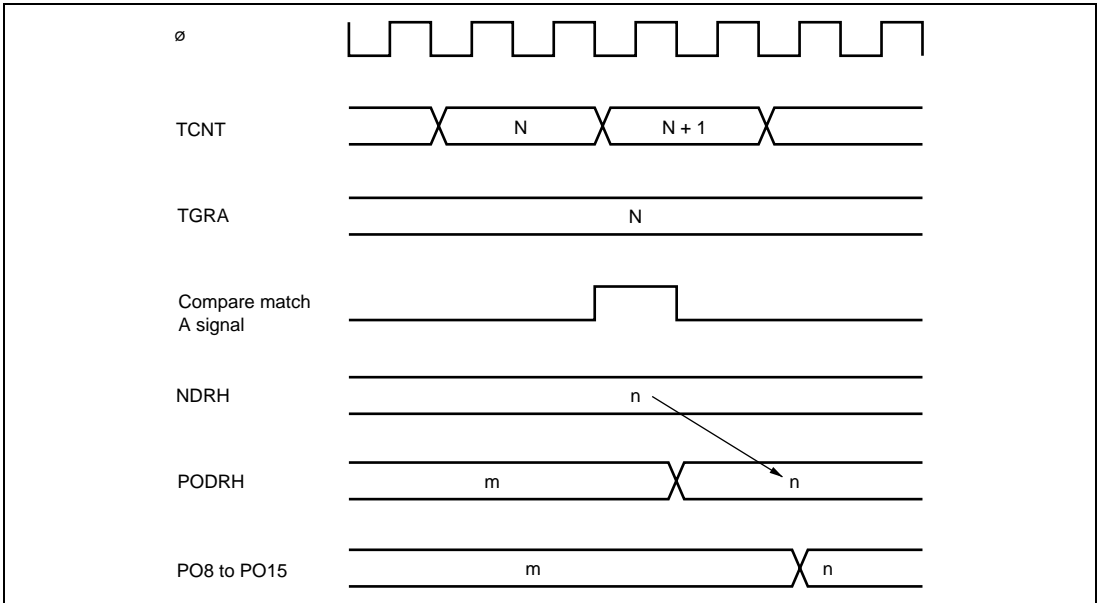 ø
TCNT N N + 1
TGRA N
Compare match
A signal
NDRH n
PODRH m n
PO8 to PO15 m n